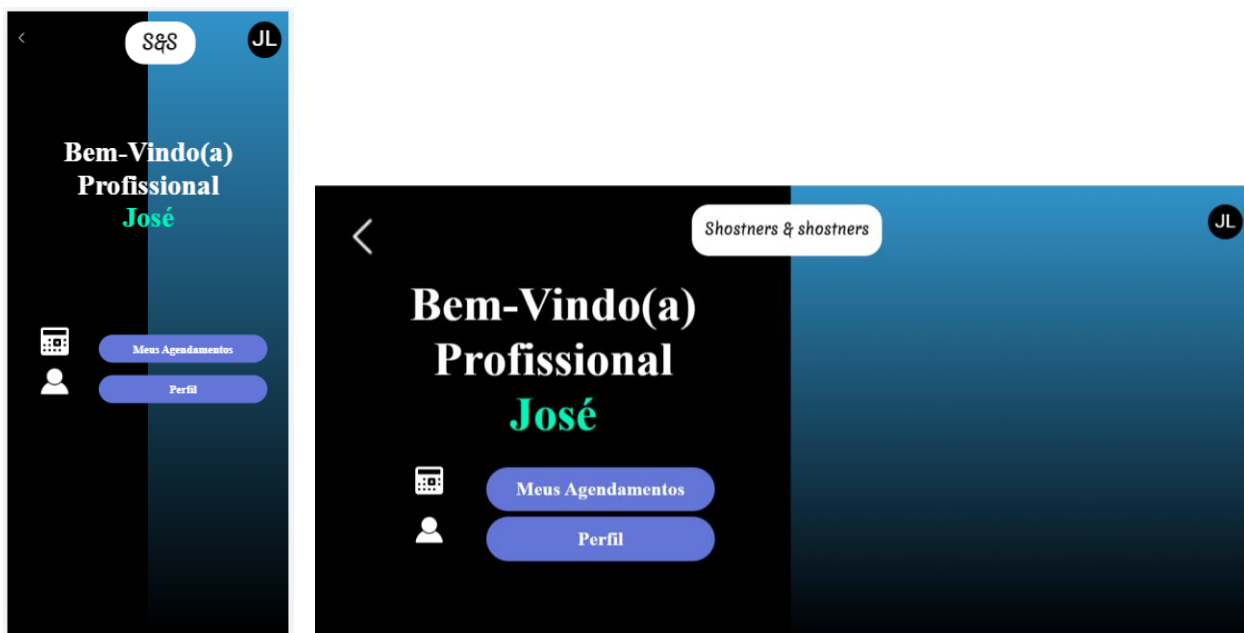 S&S
JL
Bem-Vindo(a)
Profissional
José
Meus Agendamentos
Perfil
Shostners & shostners
JL
Bem-Vindo(a)
Profissional
José
Meus Agendamentos
Perfil